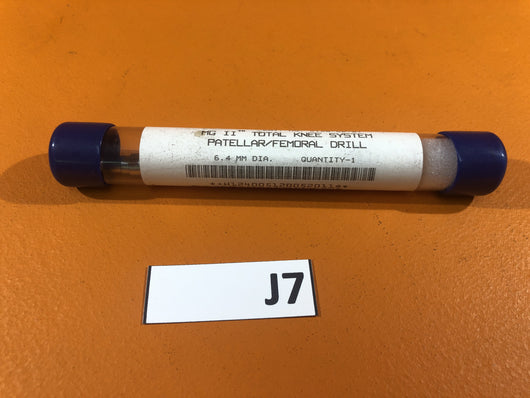 MG II™ TOTAL KNEE SYSTEM
PATELLAR/FEMORAL DRILL
6.4 MM DIA. QUANTITY-1
J7